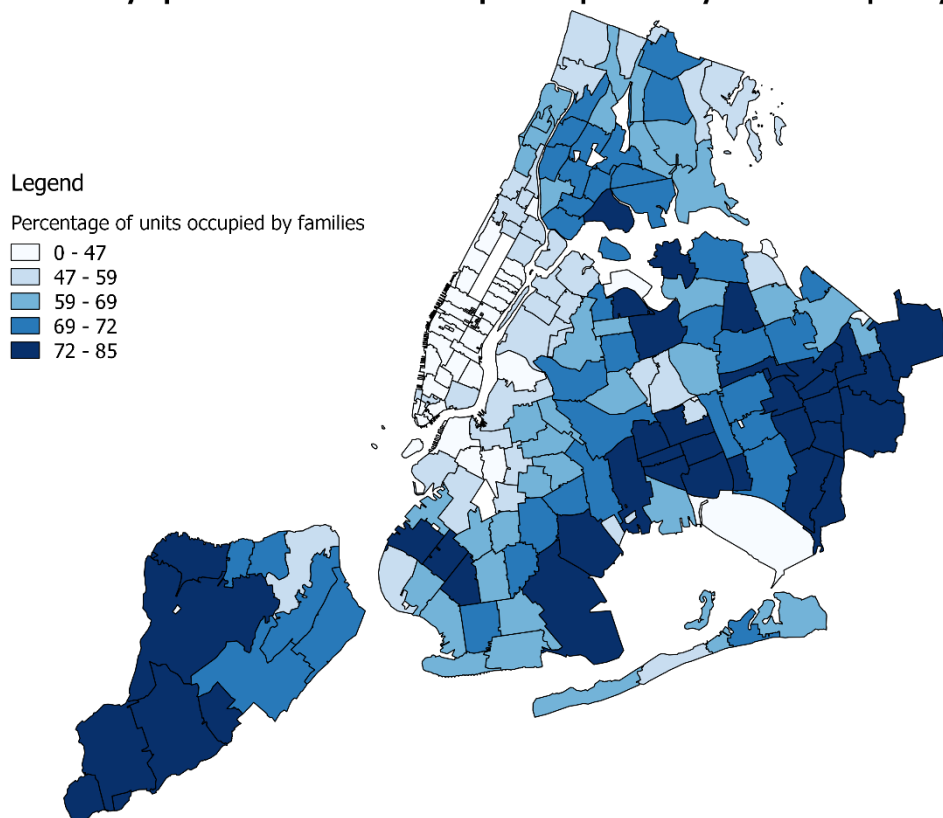 Legend
Percentage of units occupied by families
0 - 47
47 - 59
59 - 69
69 - 72
72 - 85